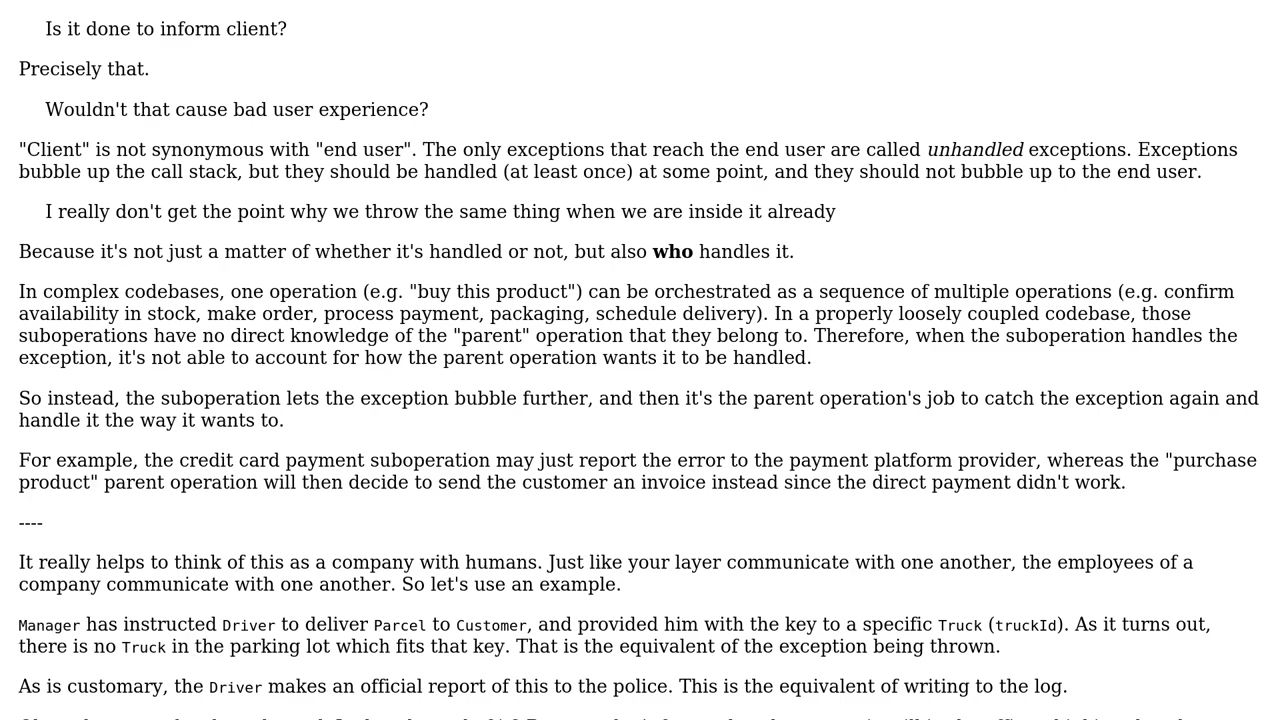 Is it done to inform client?
Precisely that.
Wouldn't that cause bad user experience?
"Client" is not synonymous with "end user". The only exceptions that reach the end user are called unhandled exceptions. Exceptions
bubble up the call stack, but they should be handled (at least once) at some point, and they should not bubble up to the end user.
I really don't get the point why we throw the same thing when we are inside it already
Because it's not just a matter of whether it's handled or not, but also who handles it.
In complex codebases, one operation (e.g. "buy this product") can be orchestrated as a sequence of multiple operations (e.g. confirm
availability in stock, make order, process payment, packaging, schedule delivery). In a properly loosely coupled codebase, those
suboperations have no direct knowledge of the "parent" operation that they belong to. Therefore, when the suboperation handles the
exception, it's not able to account for how the parent operation wants it to be handled.
So instead, the suboperation lets the exception bubble further, and then it's the parent operation's job to catch the exception again and
handle it the way it wants to.
For example, the credit card payment suboperation may just report the error to the payment platform provider, whereas the "purchase
product" parent operation will then decide to send the customer an invoice instead since the direct payment didn't work.
----
It really helps to think of this as a company with humans. Just like your layer communicate with one another, the employees of a
company communicate with one another. So let's use an example.
Manager has instructed Driver to deliver Parcel to Customer, and provided him with the key to a specific Truck (truckId). As it turns out,
there is no Truck in the parking lot which fits that key. That is the equivalent of the exception being thrown.
As is customary, the Driver makes an official report of this to the police. This is the equivalent of writing to the log.